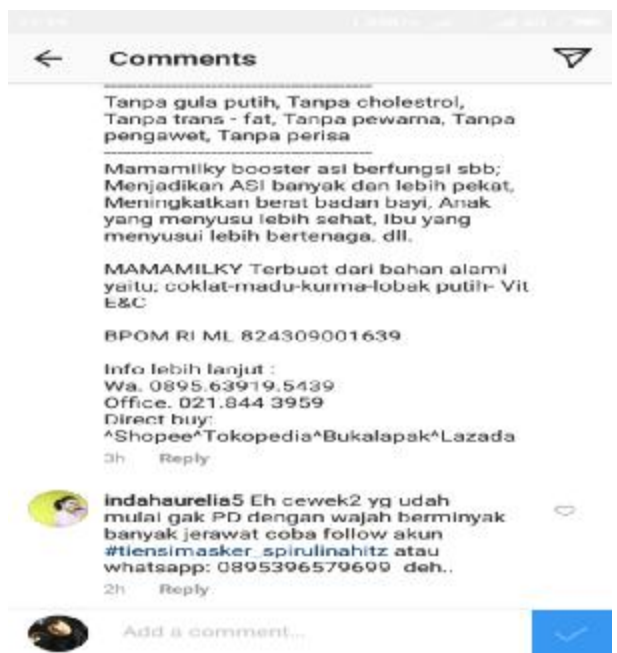 Comments
Tanpa gula putih, Tanpa cholestrol,
Tanpa trans - fat, Tanpa pewarna, Tanpa
pengawet, Tanpa perisa
Mamamilky booster asi berfungsi sbb;
Menjadikan ASI banyak dan lebih pekat,
Meningkatkan berat badan bayi, Anak
yang menyusu lebih sehat, Ibu yang
menyusui lebih bertenaga, dll.
MAMAMILKY Terbuat dari bahan alami
yaitu; coklat-madu-kurma-lobak putih- Vit
E&C
BPOM RI ML 824309001639
Info lebih lanjut :
Wa. 0895.63919.5439
Office. 021.844 3959
Direct buy:
^Shopee^Tokopedia^Bukalapak^Lazada
3h Reply
indahaurelia5 Eh cewek2 yg udah
mulai gak PD dengan wajah berminyak
banyak jerawat coba follow akun
#tiensimasker_spirulinahitz atau
whatsapp: 0895396579699 deh..
2h Reply
Add a comment...